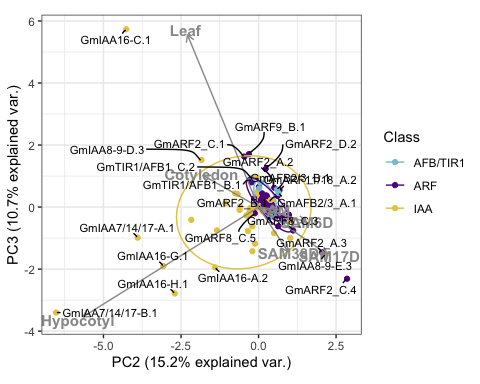 6
4
2
0
-2
-4
-5.0
-2.5
0.0
2.5
PC3 (10.7% explained var.)
PC2 (15.2% explained var.)
Leaf
GmIAA16-C.1
GmARF9_B.1
GmARF2_C.1
GmARF2_D.2
GmIAA8-9-D.3
GmARF2_A.2
GmTIR1/AFB1_C.2
Cotyledon
GmTIR1/AFB1_B.1
GmAFB2/3_A.1
GmIAA7/14/17-A.1
GmARF8_C.5
GmARF2_A.3
GmIAA16-G.1
SAM17D
GmIAA8-9-E.3
GmIAA16-A.2
GmIAA16-H.1
GmARF2_C.4
GmIAA7/14/17-B.1
Hypocotyl
Class
AFB/TIR1
ARF
IAA